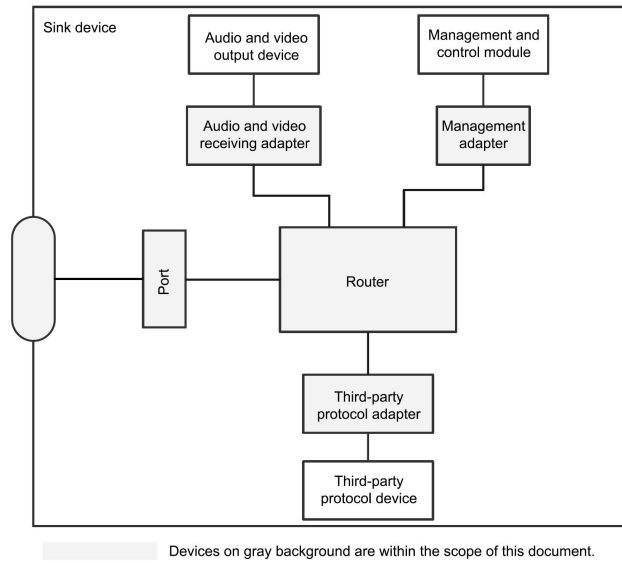 Sink device
Audio and video
output device
Management and
control module
Audio and video
receiving adapter
Management
adapter
Port
Router
Third-party
protocol adapter
Third-party
protocol device
Devices on gray background are within the scope of this document.